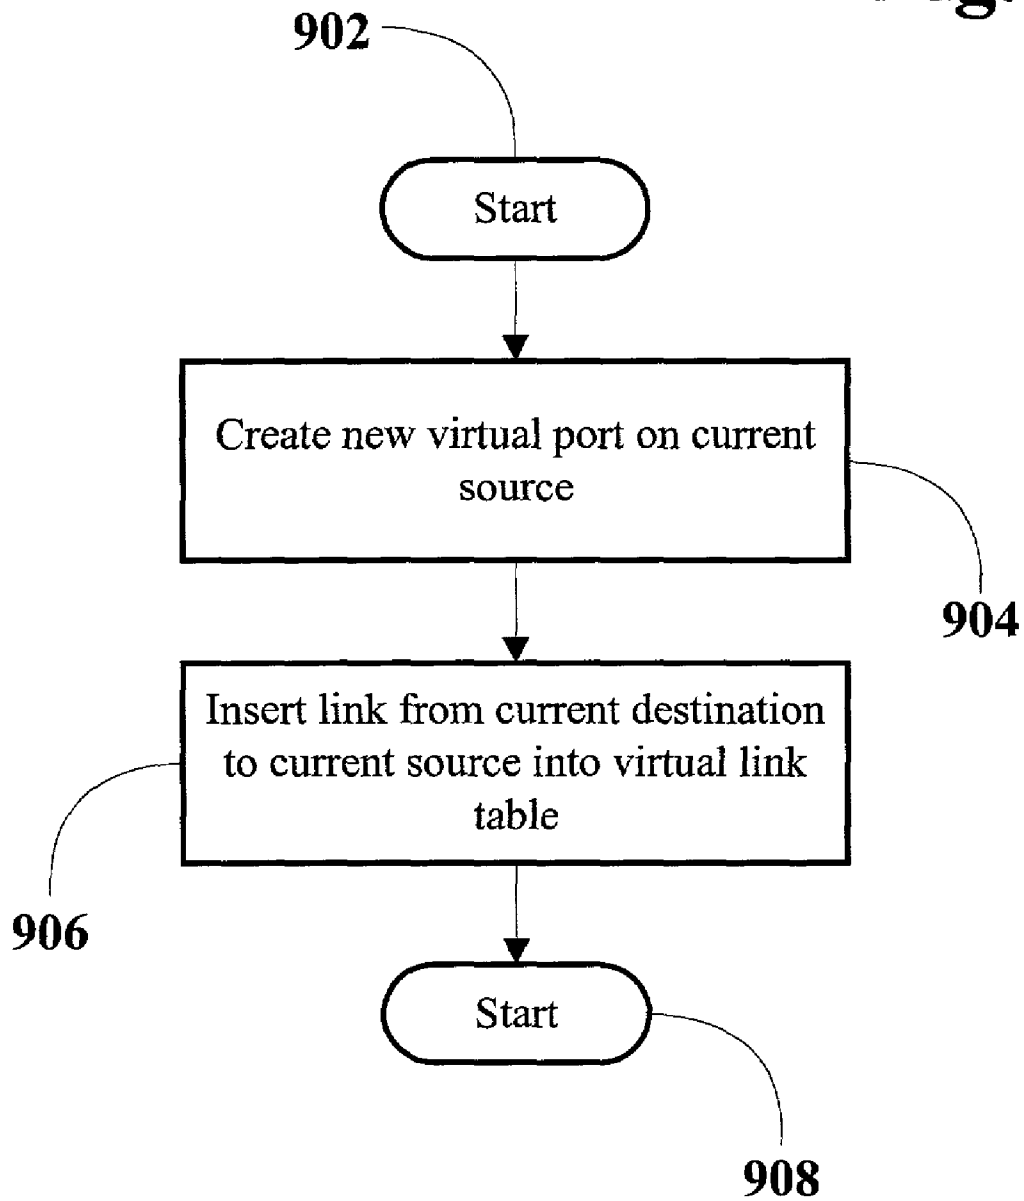 902
Start
Create new virtual port on current
source
904
Insert link from current destination
to current source into virtual link
table
906
Start
908